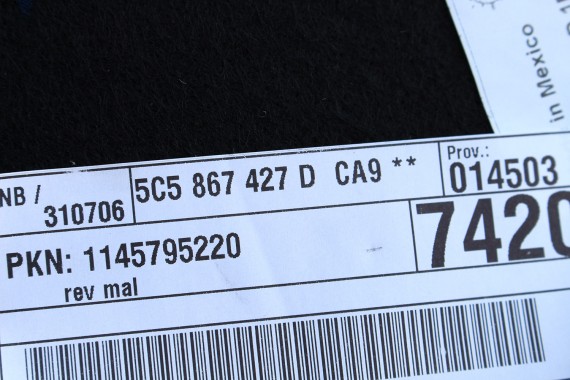 in Mexico
NB / 310706
5C5 867 427 D CA9 **
Prov.:
014503
PKN: 1145795220
7420
rev mal